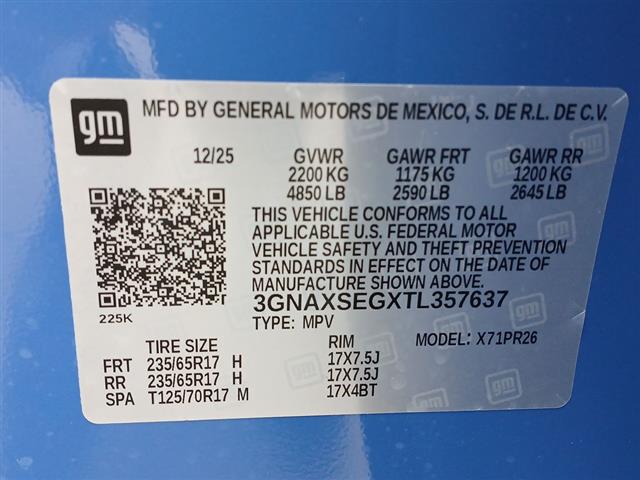 gm MFD BY GENERAL MOTORS DE MEXICO, S. DE R.L. DE C.V.
12/25 GVWR GAWR FRT GAWR RR
2200 KG 1175 KG 1200 KG
4850 LB 2590 LB 2645 LB
THIS VEHICLE CONFORMS TO ALL
APPLICABLE U.S. FEDERAL MOTOR
VEHICLE SAFETY AND THEFT PREVENTION
STANDARDS IN EFFECT ON THE DATE OF
MANUFACTURE SHOWN ABOVE.
3GNAXSEGXTL357637
225K TYPE: MPV MODEL: X71PR26
TIRE SIZE RIM
FRT 235/65R17 H 17X7.5J
RR 235/65R17 H 17X7.5J
SPA T125/70R17 M 17X4BT